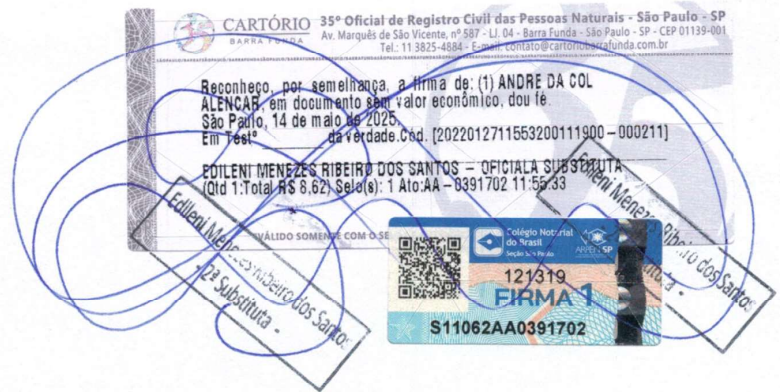 CARTÓRIO
BARRA FUNDA
35º Oficial de Registro Civil das Pessoas Naturais - São Paulo - SP
Av. Marquês de São Vicente, nº 587 - LJ. 04 - Barra Funda - São Paulo - SP - CEP 01139-001
Tel.: 11 3825-4884 - E-mail: contato@cartoriobarrafunda.com.br
Reconheço, por semelhança, a firma de: (1) ANDRE DA COL
ALENCAR, em documento sem valor econômico, dou fé.
São Paulo, 14 de maio de 2025.
Em Testº ______ da verdade.Cód. [2022012711553200111900-000211]
EDILENI MENEZES RIBEIRO DOS SANTOS - OFICIALA SUBSTITUTA
(Qtd 1:Total R$ 8,62) Selo(s): 1 Ato:AA - 0391702 11:55:33
VÁLIDO SOMENTE COM O SE
Edileni Menezes Ribeiro dos Santos
- 2ª Substituta -
Colégio Notarial
do Brasil
Seção São Paulo
ARPEN SP
121319
FIRMA 1
S11062AA0391702
Edileni Menezes Ribeiro dos Santos